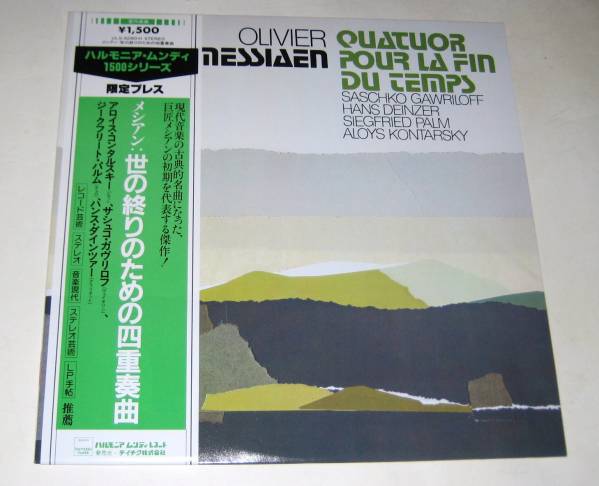 ¥1,500
ハルモニア・ムンディ
1500シリーズ
限定プレス
現代音楽の古典的名曲になった、
巨匠メシアンの初期を代表する傑作!
メシアン:世の終りのための四重奏曲
アロイス・コンタルスキー、サシュコ・ガヴリロフ、
ジークフリート・パルム、ハンス・ダインツァー
レコード芸術 ステレオ 音楽現代 ステレオ芸術 LP手帖 推薦
ハルモニア ムンディ レコード
発売元・テイチク株式会社
OLIVIER
MESSIAEN
QUATUOR
POUR LA FIN
DU TEMPS
SASCHKO GAWRILOFF
HANS DEINZER
SIEGFRIED PALM
ALOYS KONTARSKY